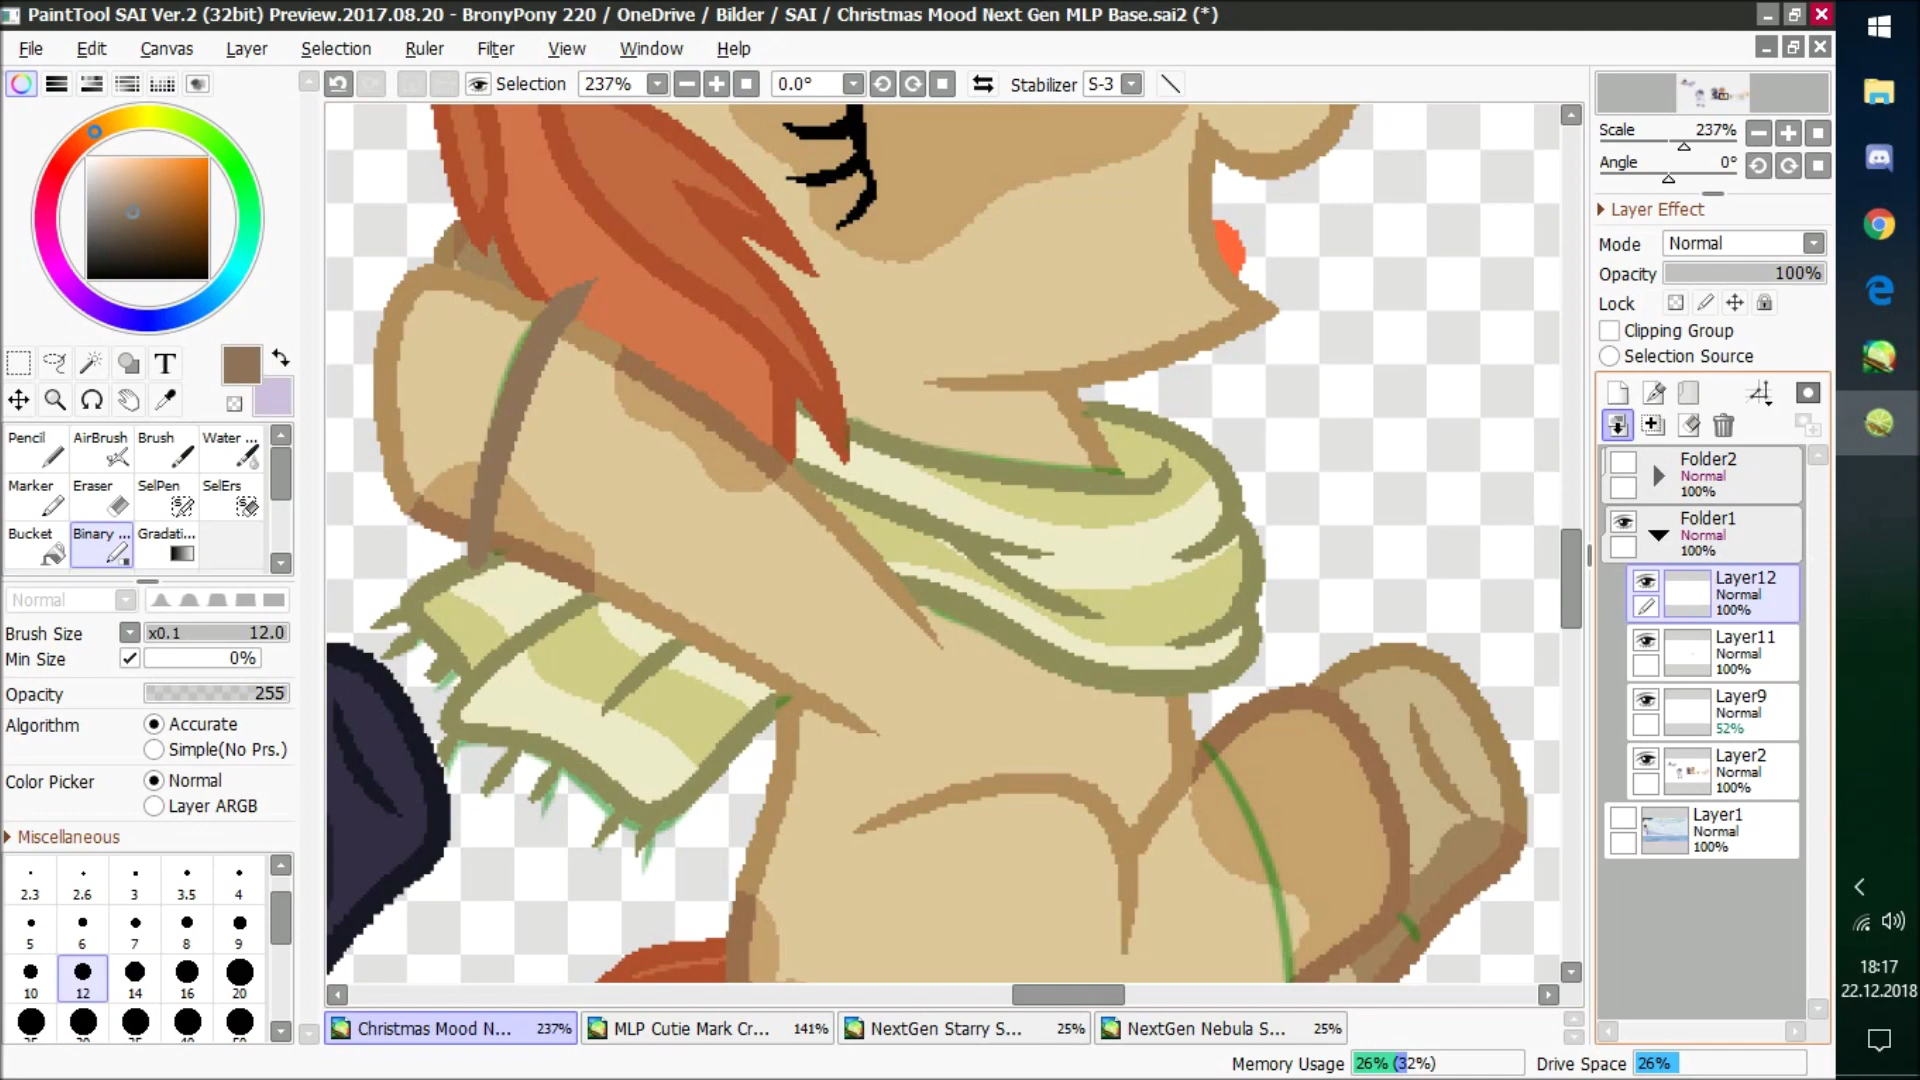 PaintTool SAI Ver.2 (32bit) Preview.2017.08.20 - BronyPony 220 / OneDrive / Bilder / SAI / Christmas Mood Next Gen MLP Base.sai2 (*)
File Edit Canvas Layer Selection Ruler Filter View Window Help
Selection 237% 0.0° Stabilizer S-3
Scale 237%
Angle 0°
Layer Effect
Mode Normal
Opacity 100%
Lock
Clipping Group
Selection Source
T
Pencil AirBrush Brush Water ...
Marker Eraser SelPen SelErs
Bucket Binary ... Gradati...
Normal
Brush Size x0.1 12.0
Min Size 0%
Opacity 255
Algorithm Accurate
Simple(No Prs.)
Color Picker Normal
Layer ARGB
Miscellaneous
2.3 2.6 3 3.5 4
5 6 7 8 9
10 12 14 16 20
Folder2
Normal
100%
Folder1
Normal
100%
Layer12
Normal
100%
Layer11
Normal
100%
Layer9
Normal
52%
Layer2
Normal
100%
Layer1
Normal
100%
Christmas Mood N... 237% MLP Cutie Mark Cr... 141% NextGen Starry S... 25% NextGen Nebula S... 25%
Memory Usage 26% (32%) Drive Space 26%
18:17
22.12.2018